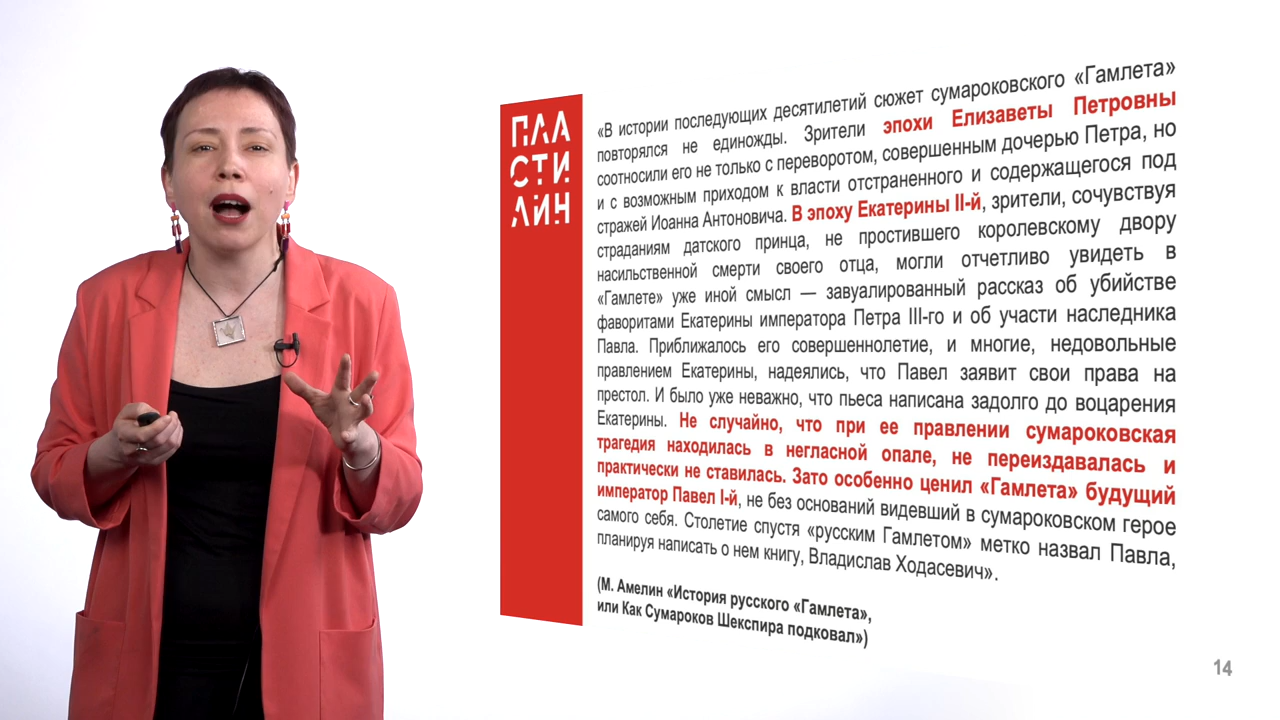 ПЛА
СТИ
ЛИН
«В истории последующих десятилетий сюжет сумароковского «Гамлета»
повторялся не единожды. Зрители эпохи Елизаветы Петровны
соотносили его не только с переворотом, совершенным дочерью Петра, но
и с возможным приходом к власти отстраненного и содержащегося под
стражей Иоанна Антоновича. В эпоху Екатерины II-й, зрители, сочувствуя
страданиям датского принца, не простившего королевскому двору
насильственной смерти своего отца, могли отчетливо увидеть в
«Гамлете» уже иной смысл — завуалированный рассказ об убийстве
фаворитами Екатерины императора Петра III-го и об участи наследника
Павла. Приближалось его совершеннолетие, и многие, недовольные
правлением Екатерины, надеялись, что Павел заявит свои права на
престол. И было уже неважно, что пьеса написана задолго до воцарения
Екатерины. Не случайно, что при ее правлении сумароковская
трагедия находилась в негласной опале, не переиздавалась и
практически не ставилась. Зато особенно ценил «Гамлета» будущий
император Павел I-й, не без оснований видевший в сумароковском герое
самого себя. Столетие спустя «русским Гамлетом» метко назвал Павла,
планируя написать о нем книгу, Владислав Ходасевич».
(М. Амелин «История русского «Гамлета»,
или Как Сумароков Шекспира подковал»)
14